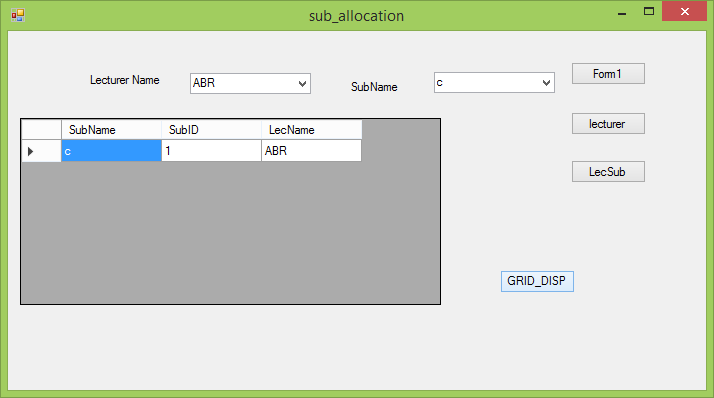 sub_allocation
Lecturer Name ABR SubName c Form1
lecturer
SubName SubID LecName
c 1 ABR
LecSub
GRID_DISP